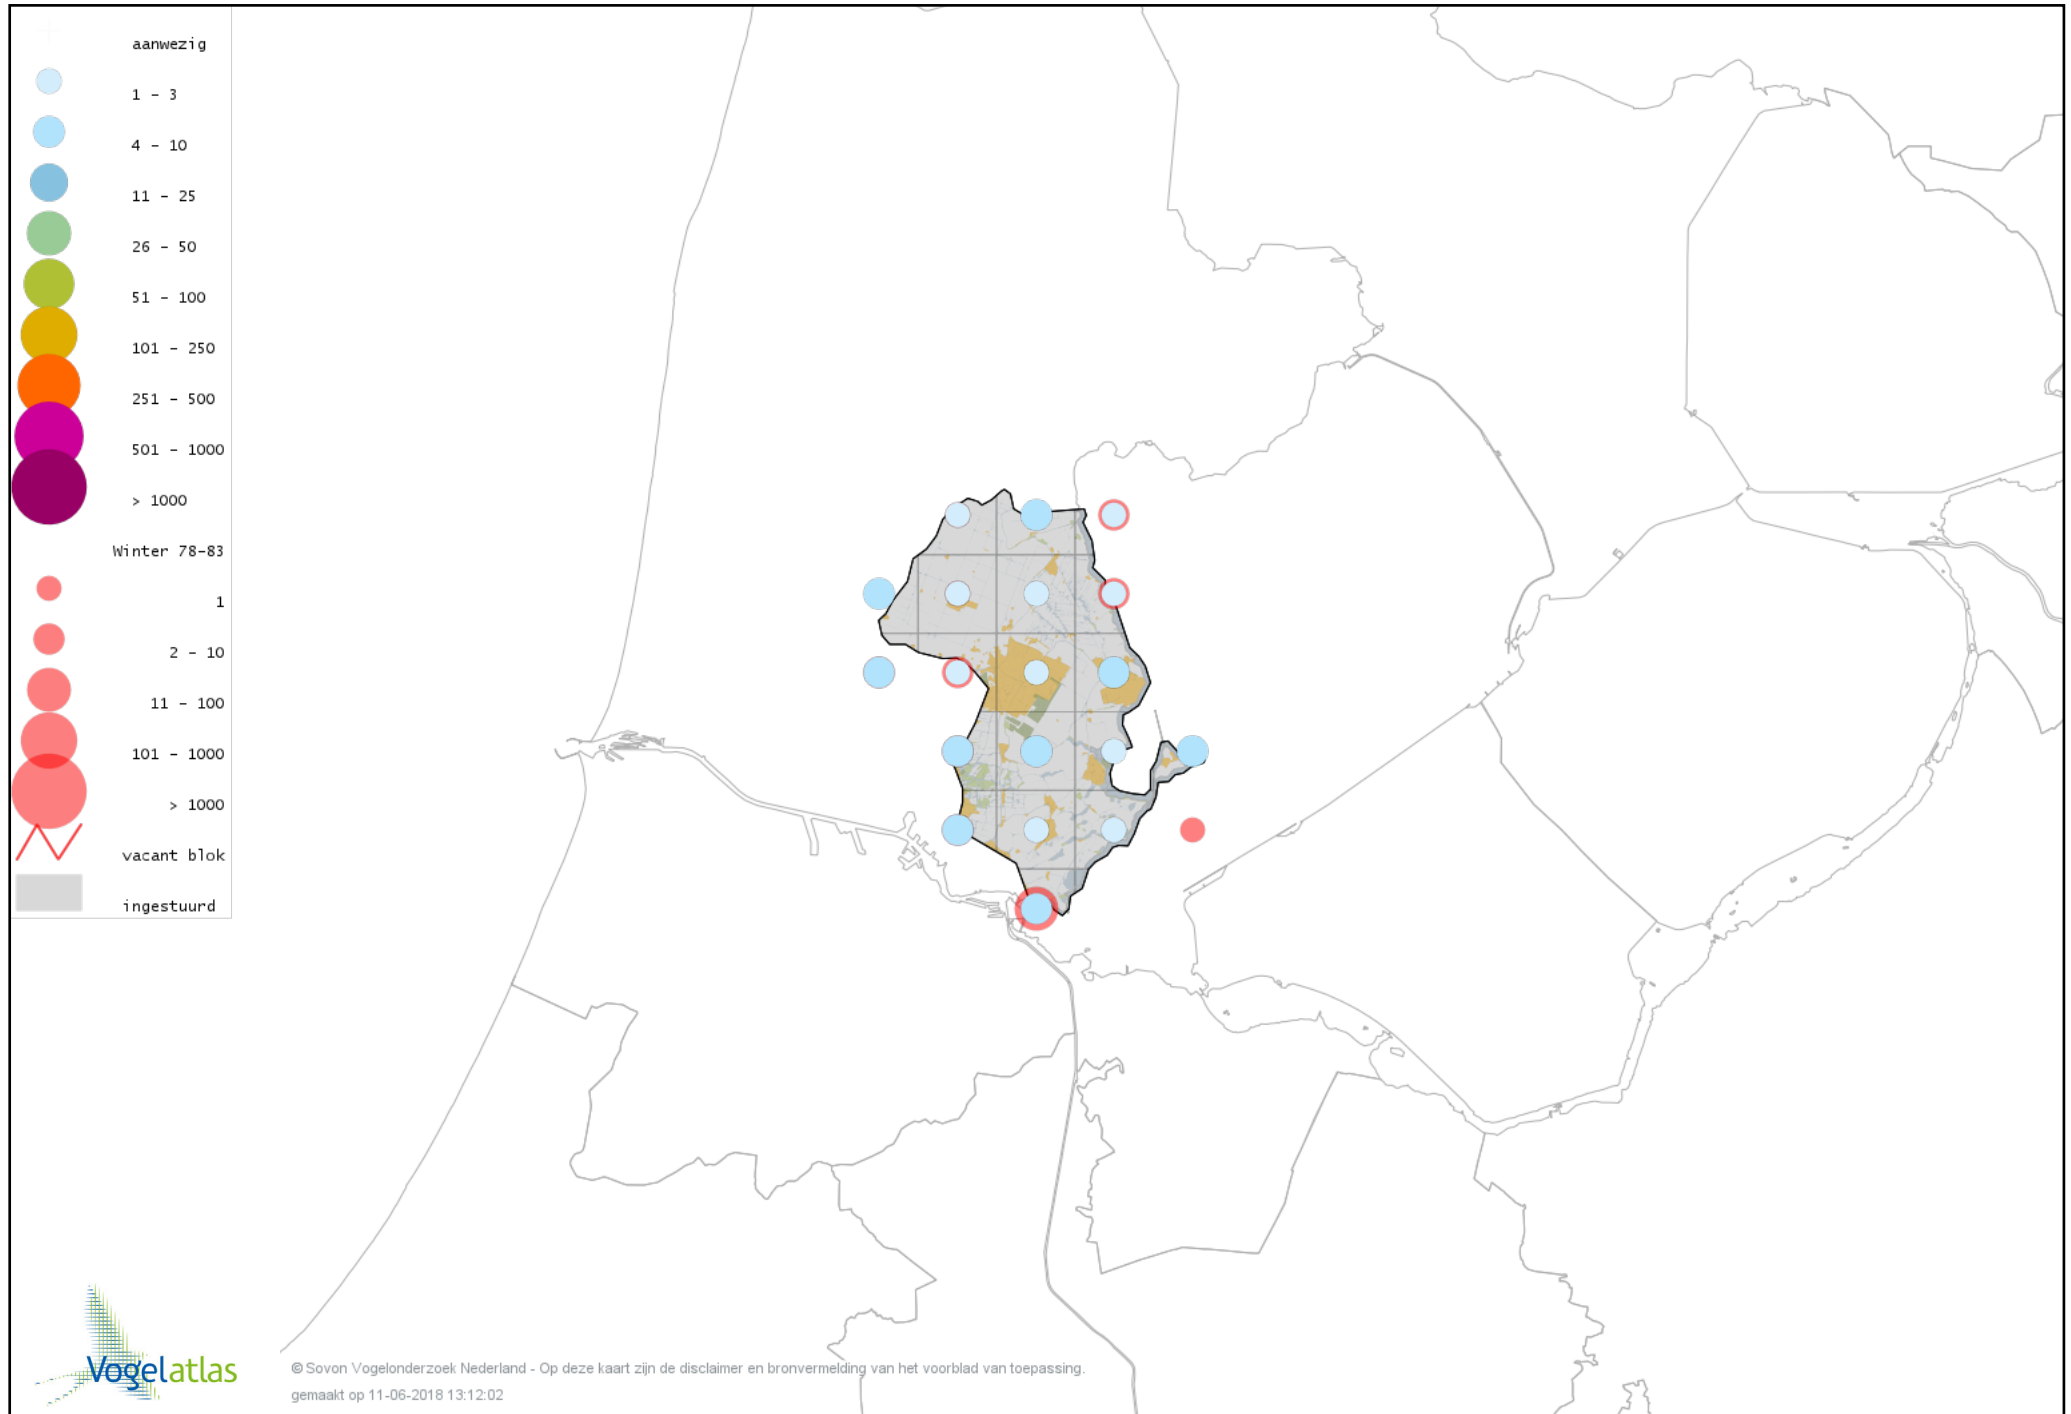 aanwezig
1 – 3
4 – 10
11 – 25
26 – 50
51 – 100
101 – 250
251 – 500
501 – 1000
> 1000
Winter 78-83
1
2 – 10
11 – 100
101 – 1000
> 1000
vacant blok
ingestuurd
Vogelatlas
© Sovon Vogelonderzoek Nederland - Op deze kaart zijn de disclaimer en bronvermelding van het voorblad van toepassing.
gemaakt op 11-06-2018 13:12:02